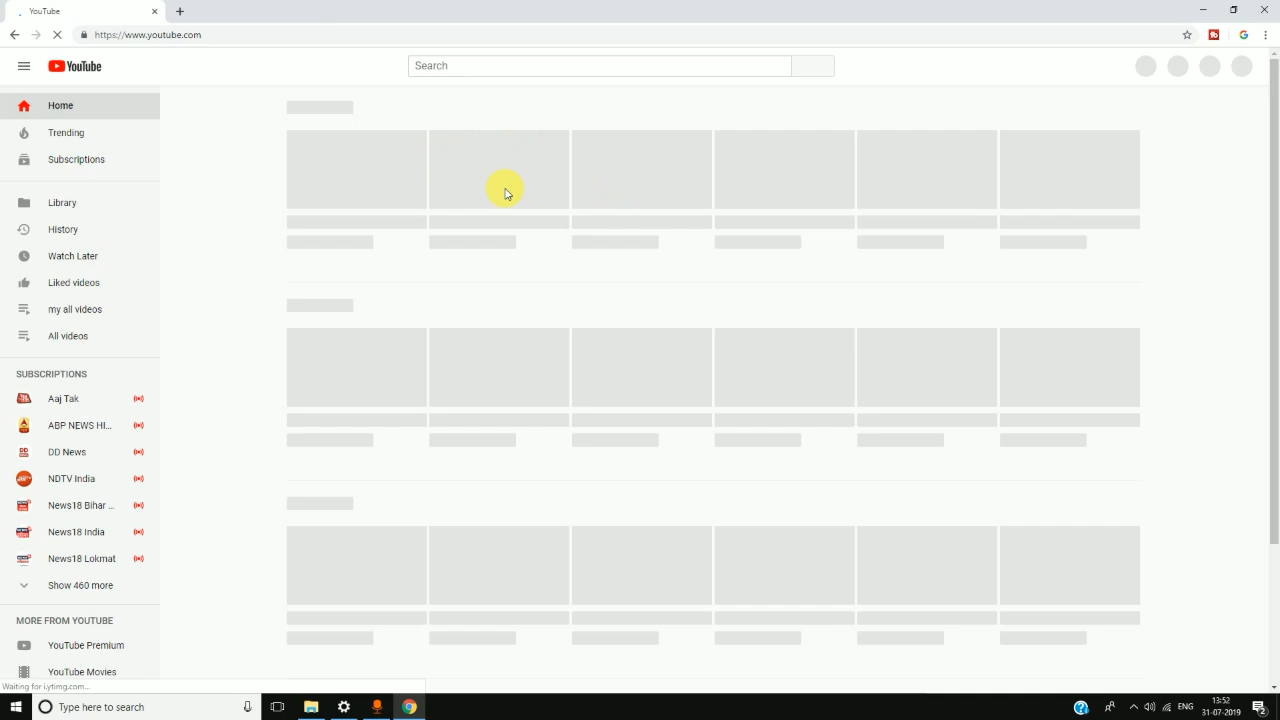 YouTube
https://www.youtube.com
YouTube
Search
Home
Trending
Subscriptions
Library
History
Watch Later
Liked videos
my all videos
All videos
SUBSCRIPTIONS
Aaj Tak
ABP NEWS HI...
DD News
NDTV India
News18 Bihar ...
News18 India
News18 Lokmat
Show 460 more
MORE FROM YOUTUBE
YouTube Premium
YouTube Movies
Waiting for i.ytimg.com...
Type here to search
ENG
13:52
31-07-2019
2